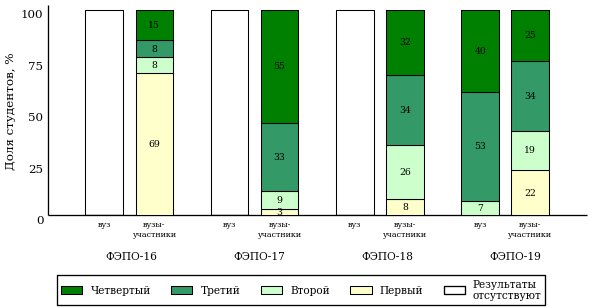 Доля студентов, %
100
75
50
25
0
15
8
8
69
55
33
9
3
32
34
26
8
40
53
7
25
34
19
22
вуз
вузы-
участники
вуз
вузы-
участники
вуз
вузы-
участники
вуз
вузы-
участники
ФЭПО-16
ФЭПО-17
ФЭПО-18
ФЭПО-19
Четвертый
Третий
Второй
Первый
Результаты
отсутствуют